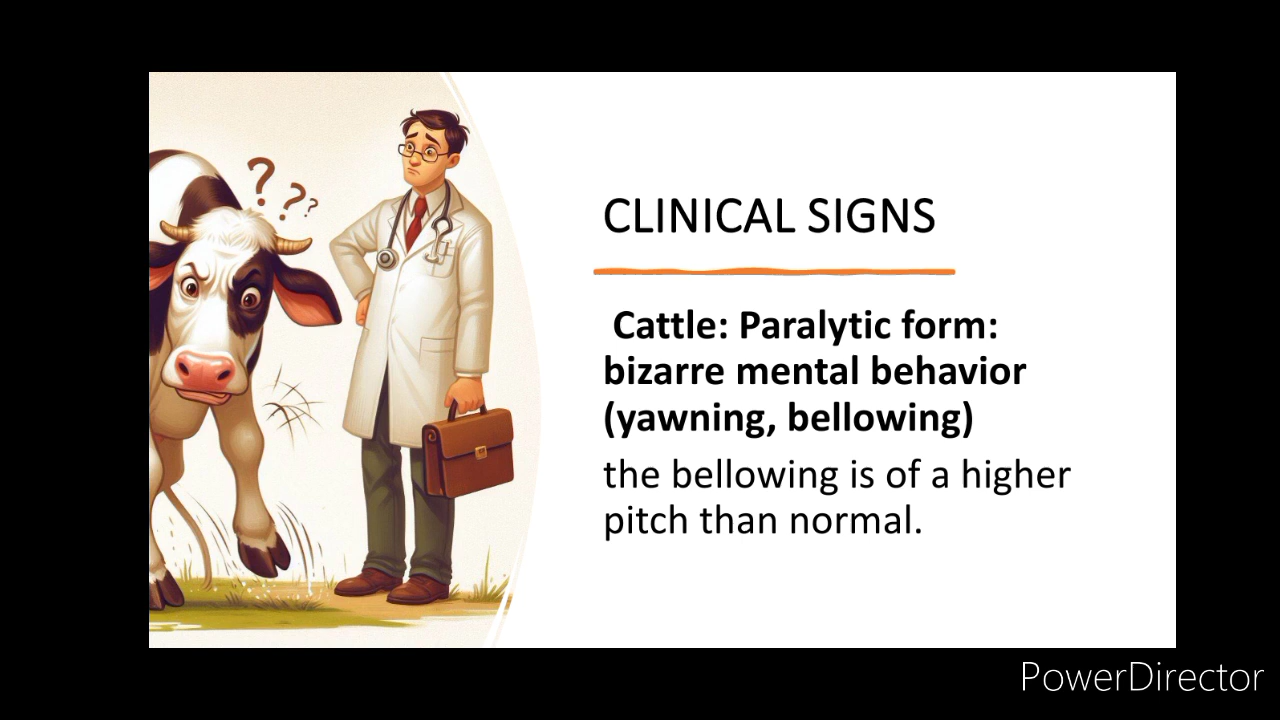 ? ? ?
CLINICAL SIGNS
Cattle: Paralytic form:
bizarre mental behavior
(yawning, bellowing)
the bellowing is of a higher
pitch than normal.
PowerDirector